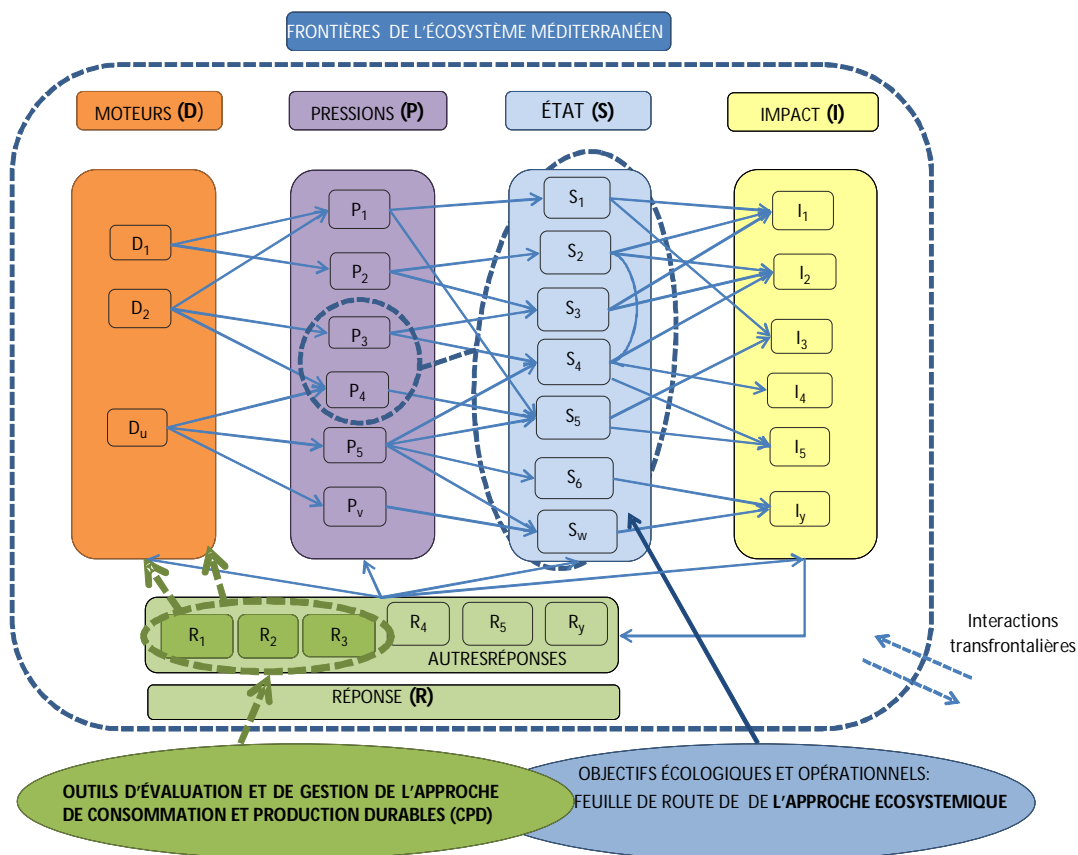 FRONTIÈRES DE L'ÉCOSYSTÈME MÉDITERRANÉEN
MOTEURS (D)
PRESSIONS (P)
ÉTAT (S)
IMPACT (I)
D1
D2
Du
P1
P2
P3
P4
P5
Pv
S1
S2
S3
S4
S5
S6
Sw
I1
I2
I3
I4
I5
Iy
R1
R2
R3
R4
R5
Ry
AUTRESRÉPONSES
RÉPONSE (R)
Interactions
transfrontalières
OUTILS D'ÉVALUATION ET DE GESTION DE L'APPROCHE
DE CONSOMMATION ET PRODUCTION DURABLES (CPD)
OBJECTIFS ÉCOLOGIQUES ET OPÉRATIONNELS:
FEUILLE DE ROUTE DE DE L'APPROCHE ECOSYSTEMIQUE